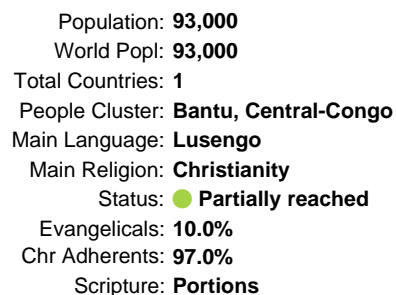 Population: 93,000
World Popl: 93,000
Total Countries: 1
People Cluster: Bantu, Central-Congo
Main Language: Lusengo
Main Religion: Christianity
Status: Partially reached
Evangelicals: 10.0%
Chr Adherents: 97.0%
Scripture: Portions